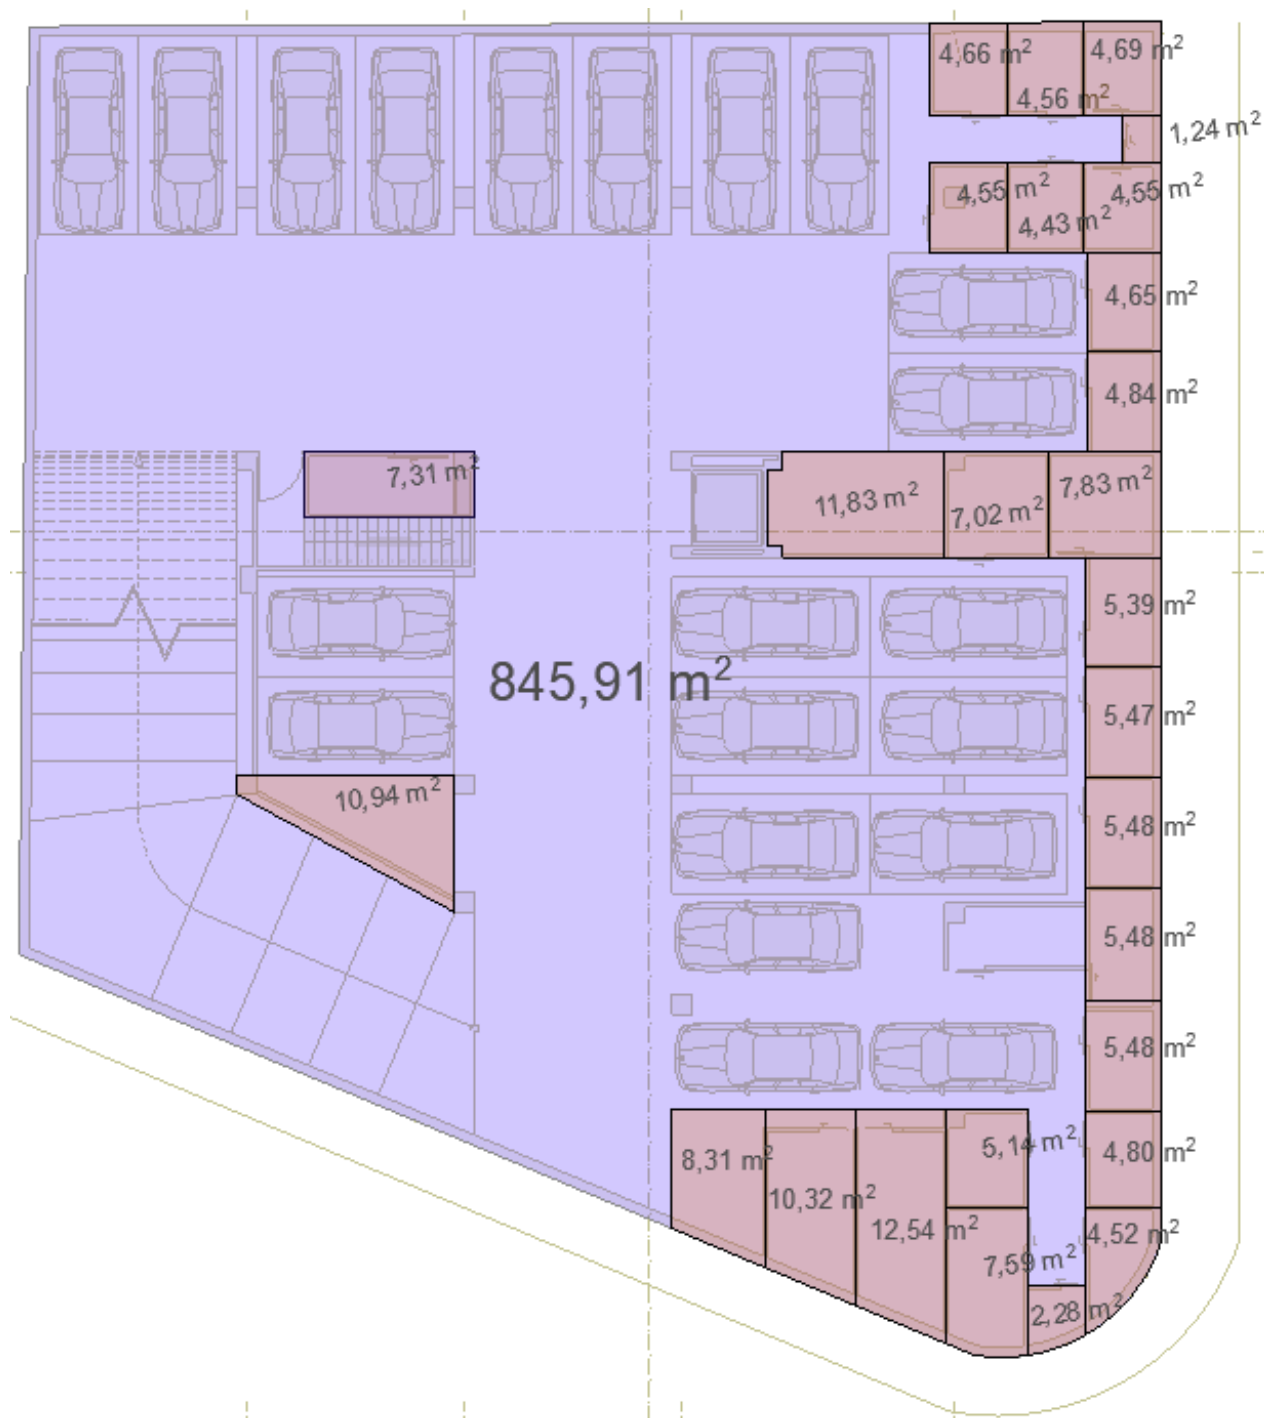 4,66 m²
4,69 m²
4,56 m²
1,24 m²
4,55 m²
4,55 m²
4,43 m²
4,65 m²
4,84 m²
7,31 m²
11,83 m²
7,02 m²
7,83 m²
5,39 m²
845,91 m²
5,47 m²
10,94 m²
5,48 m²
5,48 m²
5,48 m²
8,31 m²
5,14 m²
4,80 m²
10,32 m²
12,54 m²
4,52 m²
7,59 m²
2,28 m²